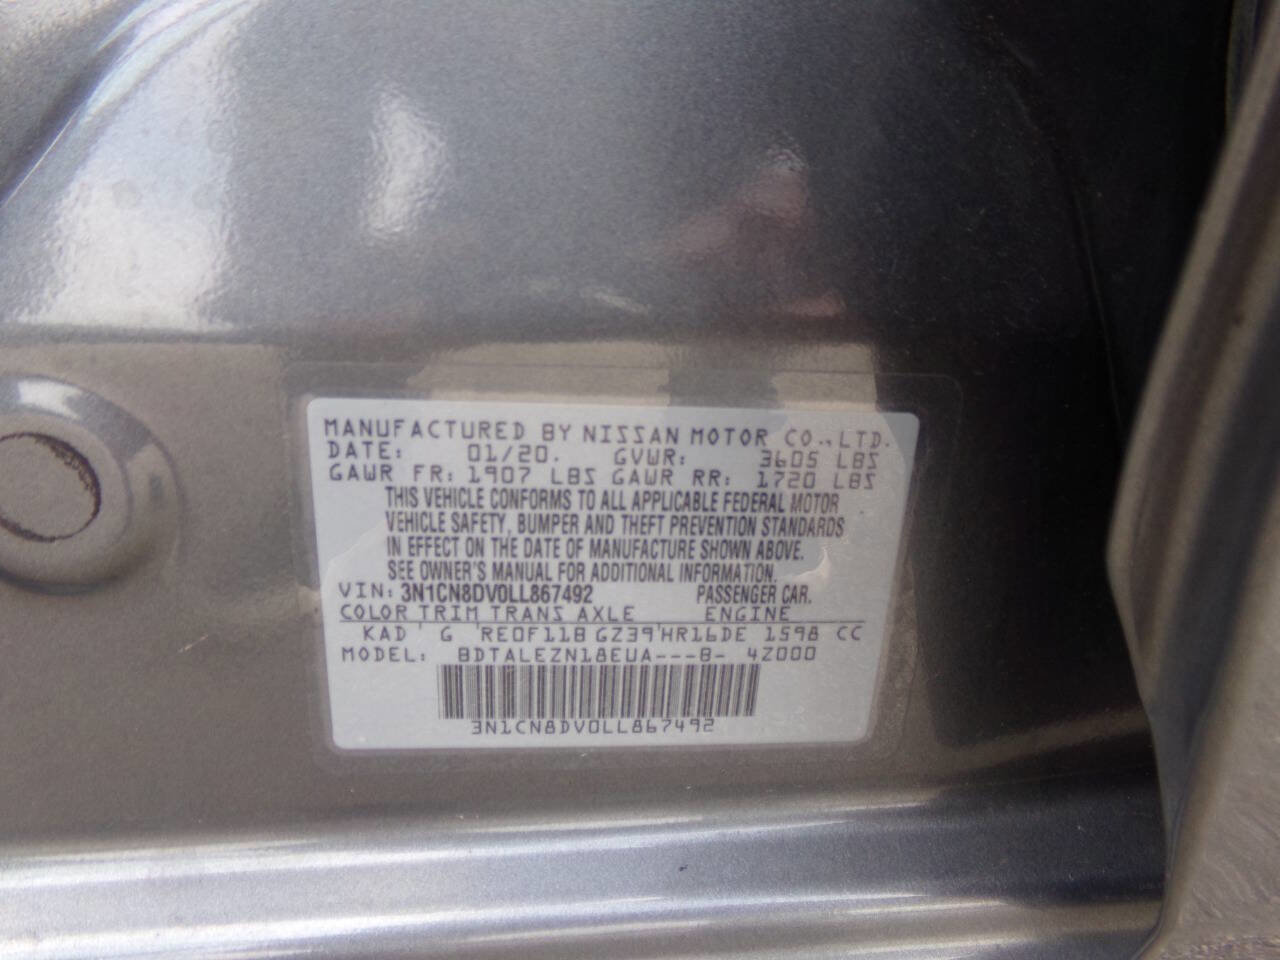 MANUFACTURED BY NISSAN MOTOR CO.,LTD.
DATE: 01/20. GVWR: 3605 LBS
GAWR FR: 1907 LBS GAWR RR: 1720 LBS
THIS VEHICLE CONFORMS TO ALL APPLICABLE FEDERAL MOTOR
VEHICLE SAFETY, BUMPER AND THEFT PREVENTION STANDARDS
IN EFFECT ON THE DATE OF MANUFACTURE SHOWN ABOVE.
SEE OWNER'S MANUAL FOR ADDITIONAL INFORMATION.
VIN: 3N1CN8DV0LL867492 PASSENGER CAR.
COLOR TRIM TRANS AXLE ENGINE
KAD ' G 'RE0F11B GZ39'HR16DE 1598 CC
MODEL: BDTALEZN18EUA---B- 4Z000
3N1CN8DV0LL867492